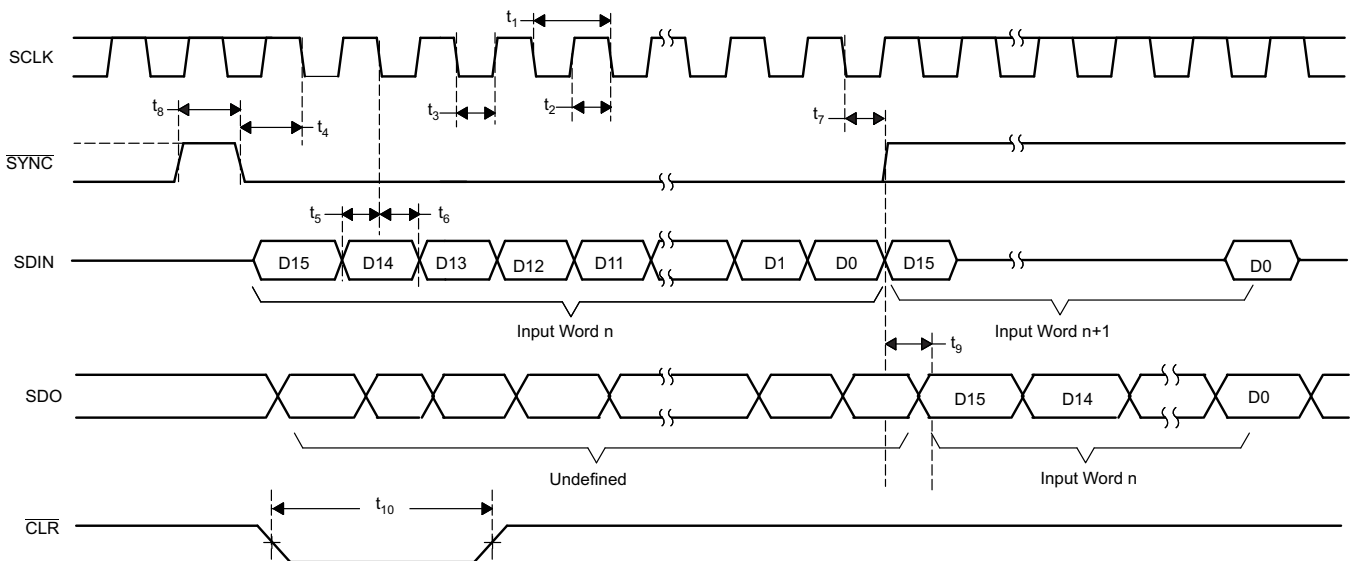 t1
SCLK
t8
t4
t3
t2
t7
SYNC
t5
t6
SDIN
D15
D14
D13
D12
D11
D1
D0
D15
D0
Input Word n
Input Word n+1
t9
SDO
D15
D14
D0
Undefined
Input Word n
t10
CLR